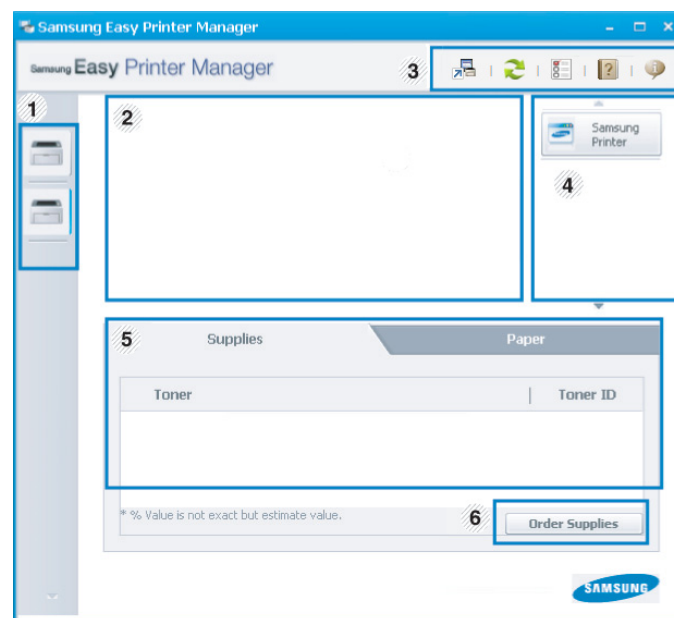 Samsung Easy Printer Manager
Samsung Easy Printer Manager
3
1
2
Samsung
Printer
4
5
Supplies
Paper
Toner
Toner ID
* % Value is not exact but estimate value.
6
Order Supplies
SAMSUNG